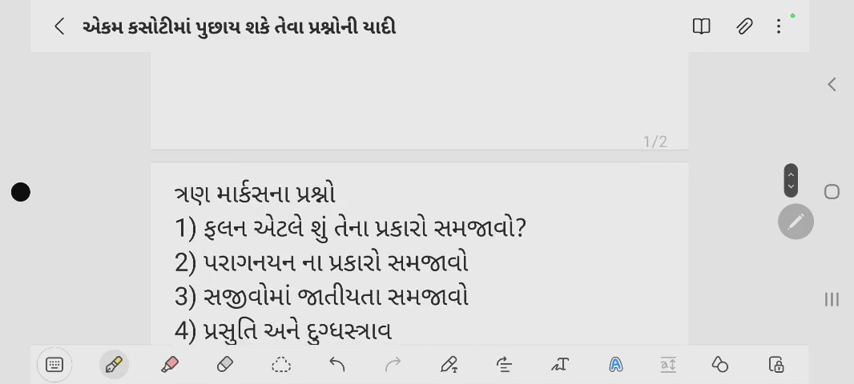 એકમ કસોટીમાં પુછાય શકે તેવા પ્રશ્નોની યાદી
1/2
ત્રણ માર્કસના પ્રશ્નો
1) ફલન એટલે શું તેના પ્રકારો સમજાવો?
2) પરાગનયન ના પ્રકારો સમજાવો
3) સજીવોમાં જાતીયતા સમજાવો
4) પ્રસુતિ અને દુગ્ધસ્ત્રાવ